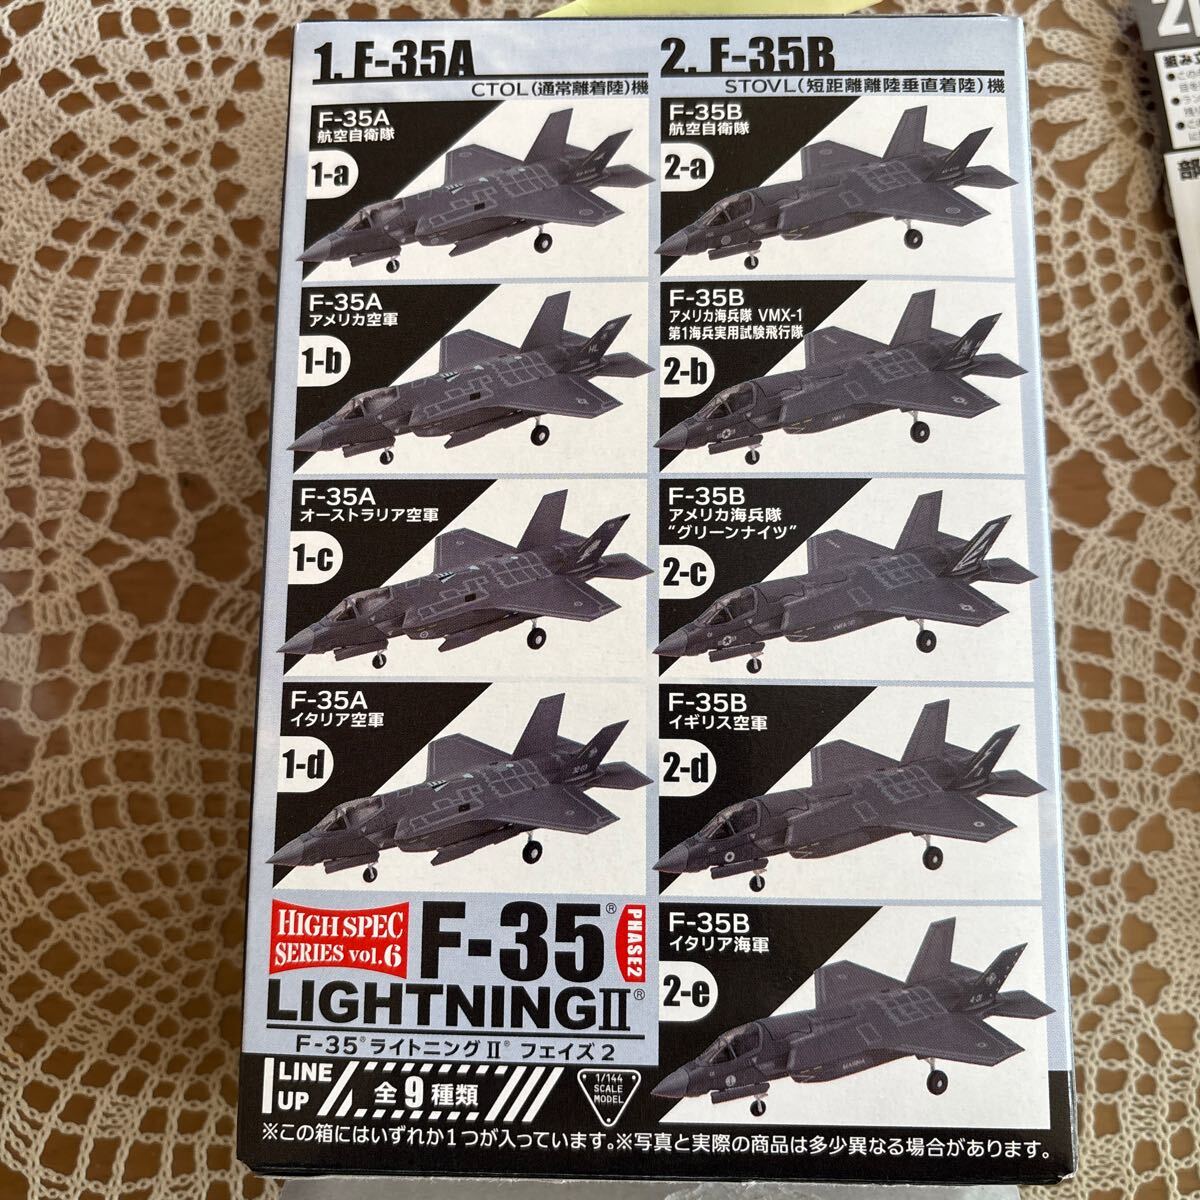 1. F-35A
CTOL(通常離着陸)機
F-35A
航空自衛隊
1-a
F-35A
アメリカ空軍
1-b
F-35A
オーストラリア空軍
1-c
F-35A
イタリア空軍
1-d
2. F-35B
STOVL(短距離離陸垂直着陸)機
F-35B
航空自衛隊
2-a
F-35B
アメリカ海兵隊 VMX-1
第1海兵実用試験飛行隊
2-b
F-35B
アメリカ海兵隊
“グリーンナイツ”
2-c
F-35B
イギリス空軍
2-d
F-35B
イタリア海軍
2-e
HIGH SPEC
SERIES vol.6
F-35®
PHASE2
LIGHTNINGⅡ®
F-35®ライトニングⅡ® フェイズ2
LINE
UP
全9種類
1/144
SCALE
MODEL
※この箱にはいずれか1つが入っています。※写真と実際の商品は多少異なる場合があります。